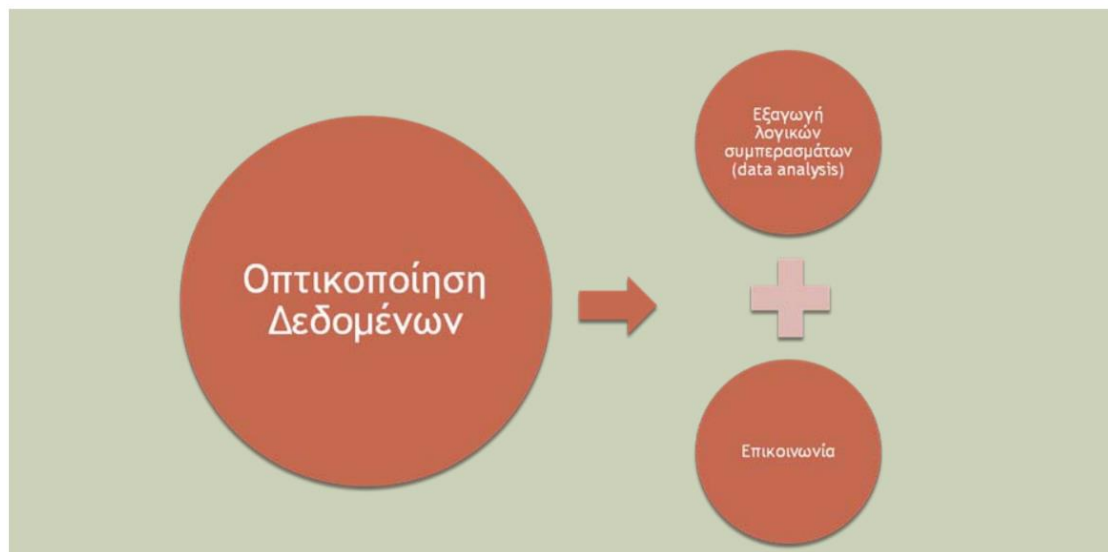 Οπτικοποίηση
Δεδομένων
Εξαγωγή
λογικών
συμπερασμάτων
(data analysis)
Επικοινωνία